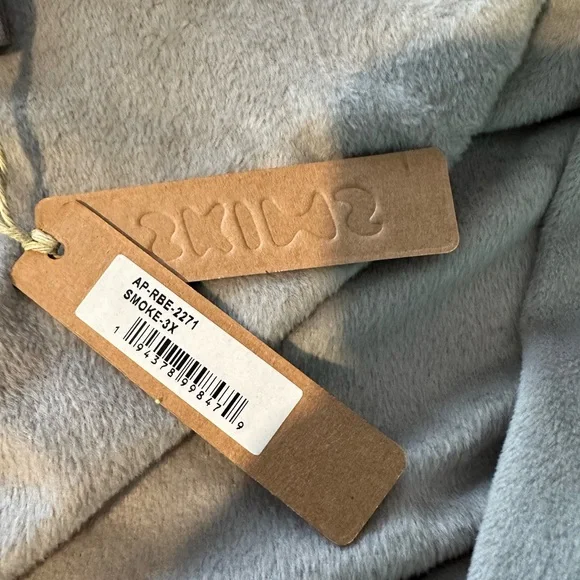 SKIMS
AP-RBE-2271
SMOKE-3X
1 94378 99847 9